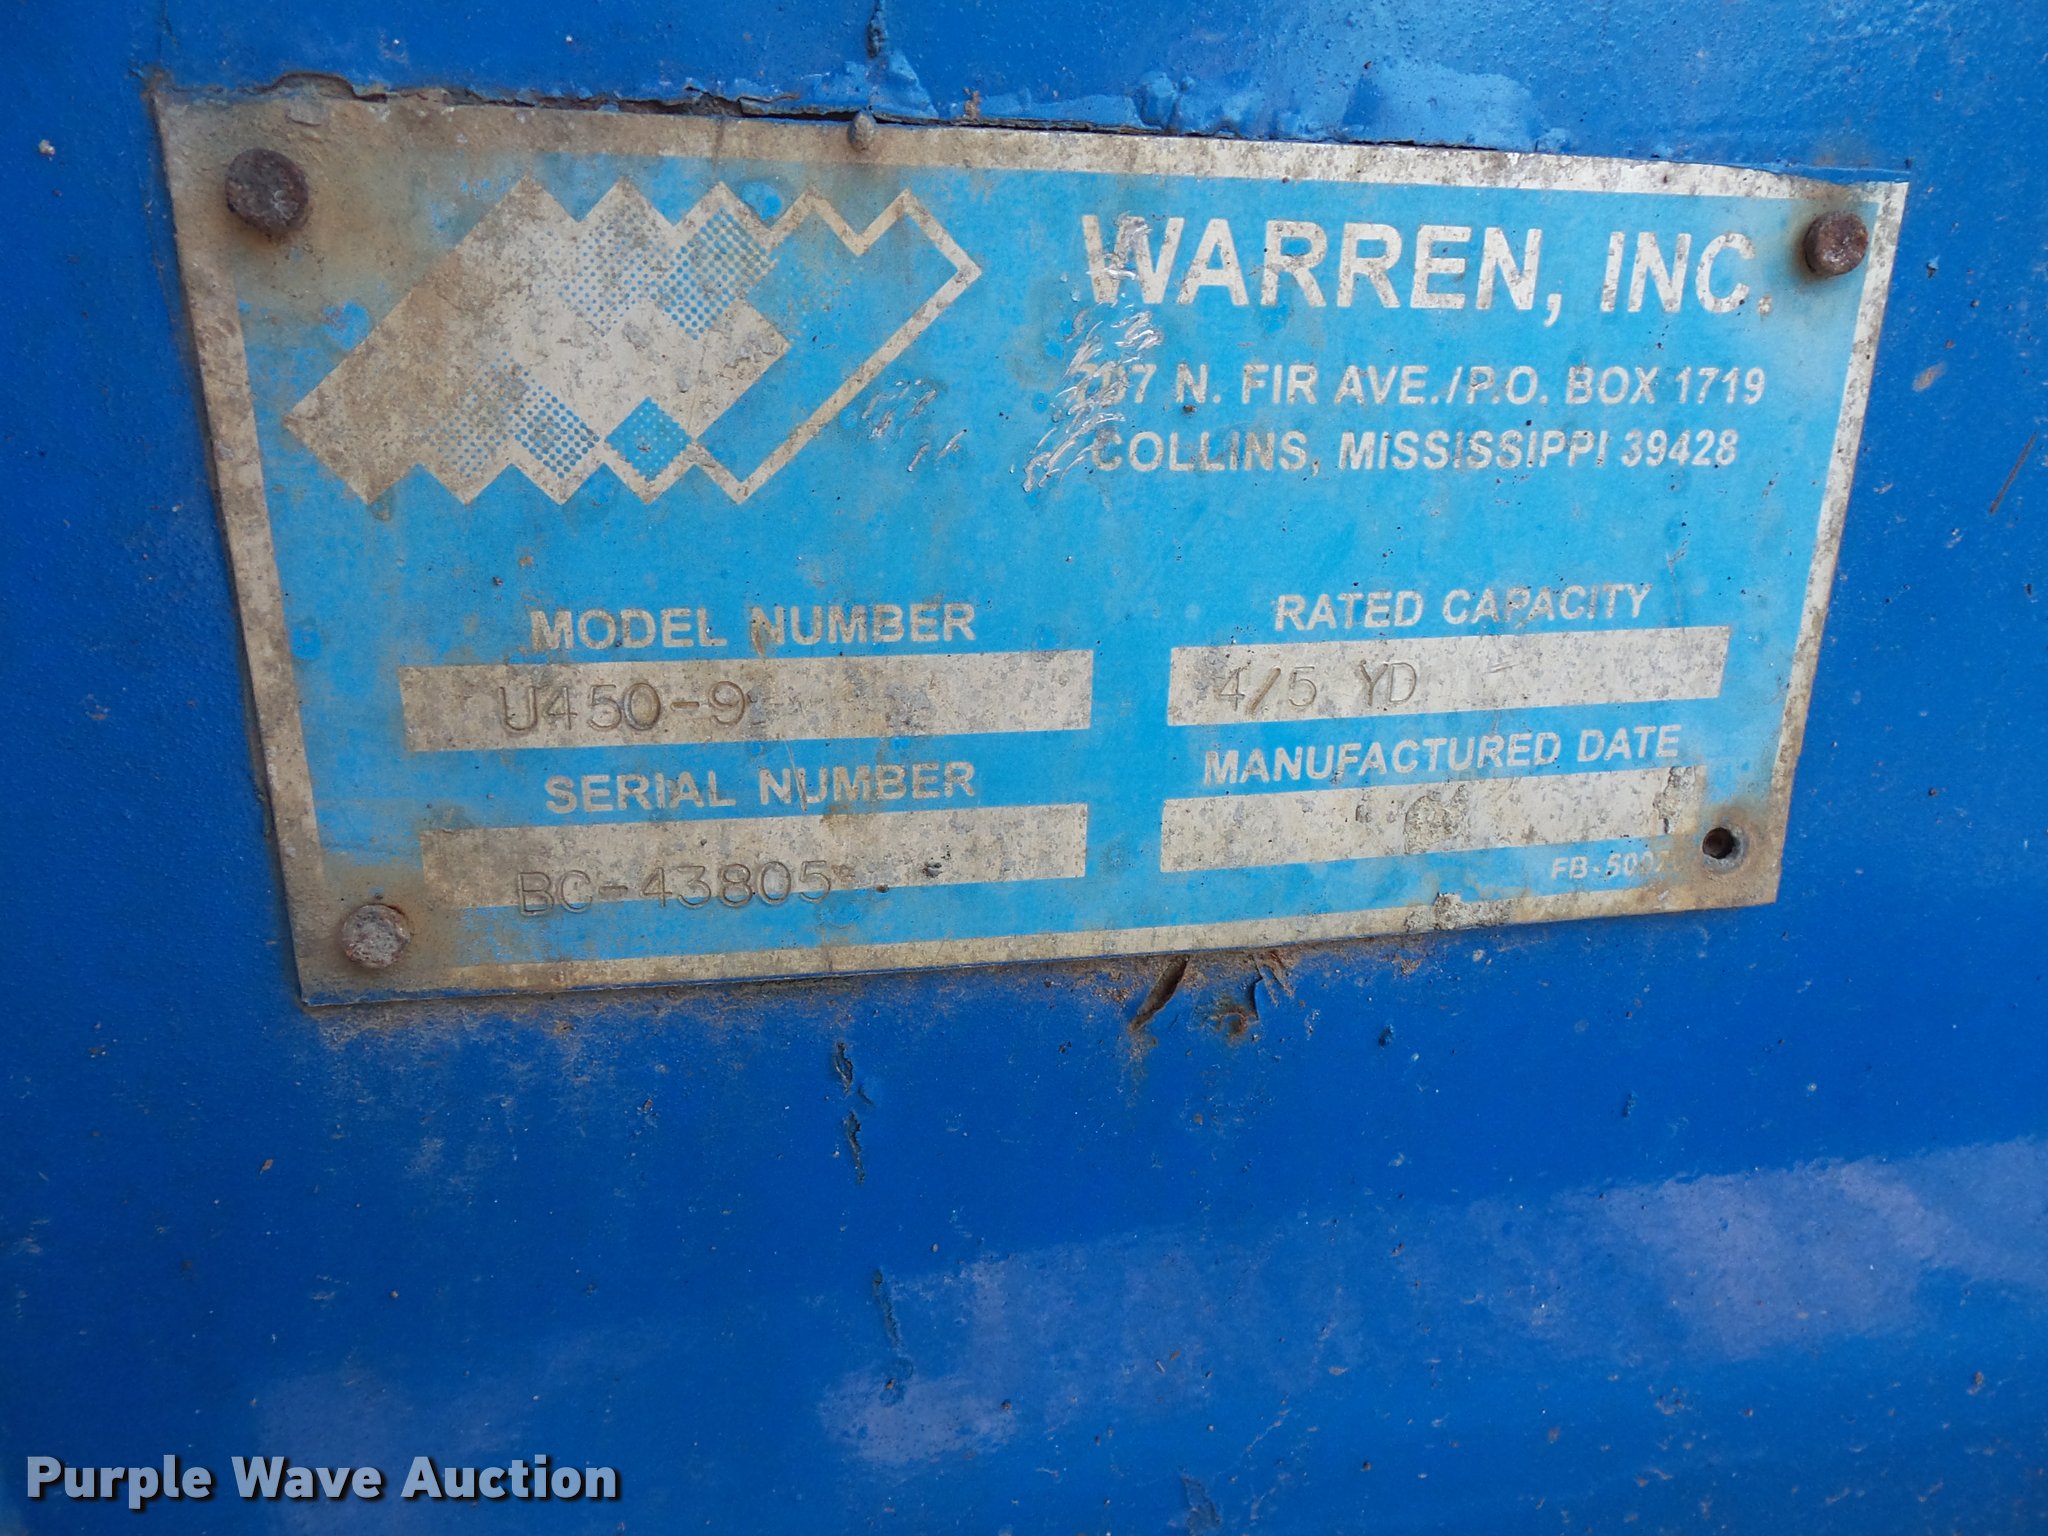 WARREN, INC.
N. FIR AVE./P.O. BOX 1719
COLLINS, MISSISSIPPI 39428
MODEL NUMBER
U450-9
RATED CAPACITY
4/5 YD
SERIAL NUMBER
BC-43805
MANUFACTURED DATE
Purple Wave Auction